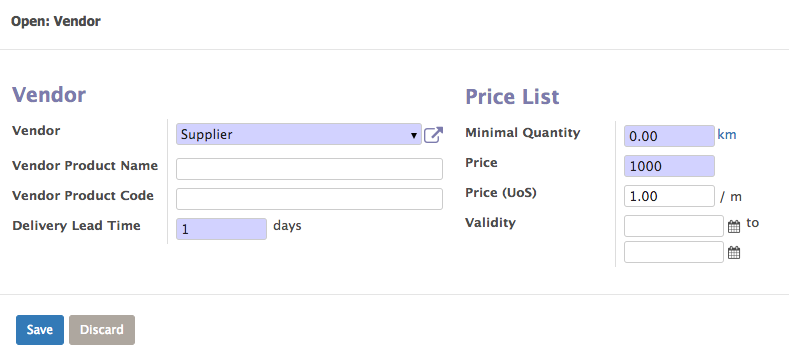 Open: Vendor
Vendor
Vendor Supplier
Vendor Product Name
Vendor Product Code
Delivery Lead Time 1 days
Price List
Minimal Quantity 0.00 km
Price 1000
Price (UoS) 1.00 / m
Validity to
Save Discard